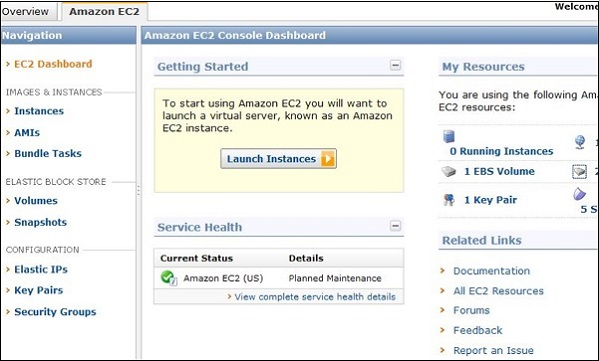 Overview
Amazon EC2
Welcome
Navigation
EC2 Dashboard
IMAGES & INSTANCES
Instances
AMIs
Bundle Tasks
ELASTIC BLOCK STORE
Volumes
Snapshots
CONFIGURATION
Elastic IPs
Key Pairs
Security Groups
Amazon EC2 Console Dashboard
Getting Started
To start using Amazon EC2 you will want to
launch a virtual server, known as an Amazon
EC2 instance.
Launch Instances
Service Health
Current Status Details
Amazon EC2 (US) Planned Maintenance
View complete service health details
My Resources
You are using the following
EC2 resources:
0 Running Instances
1 EBS Volume
1 Key Pair
5 S
Related Links
Documentation
All EC2 Resources
Forums
Feedback
Report an Issue